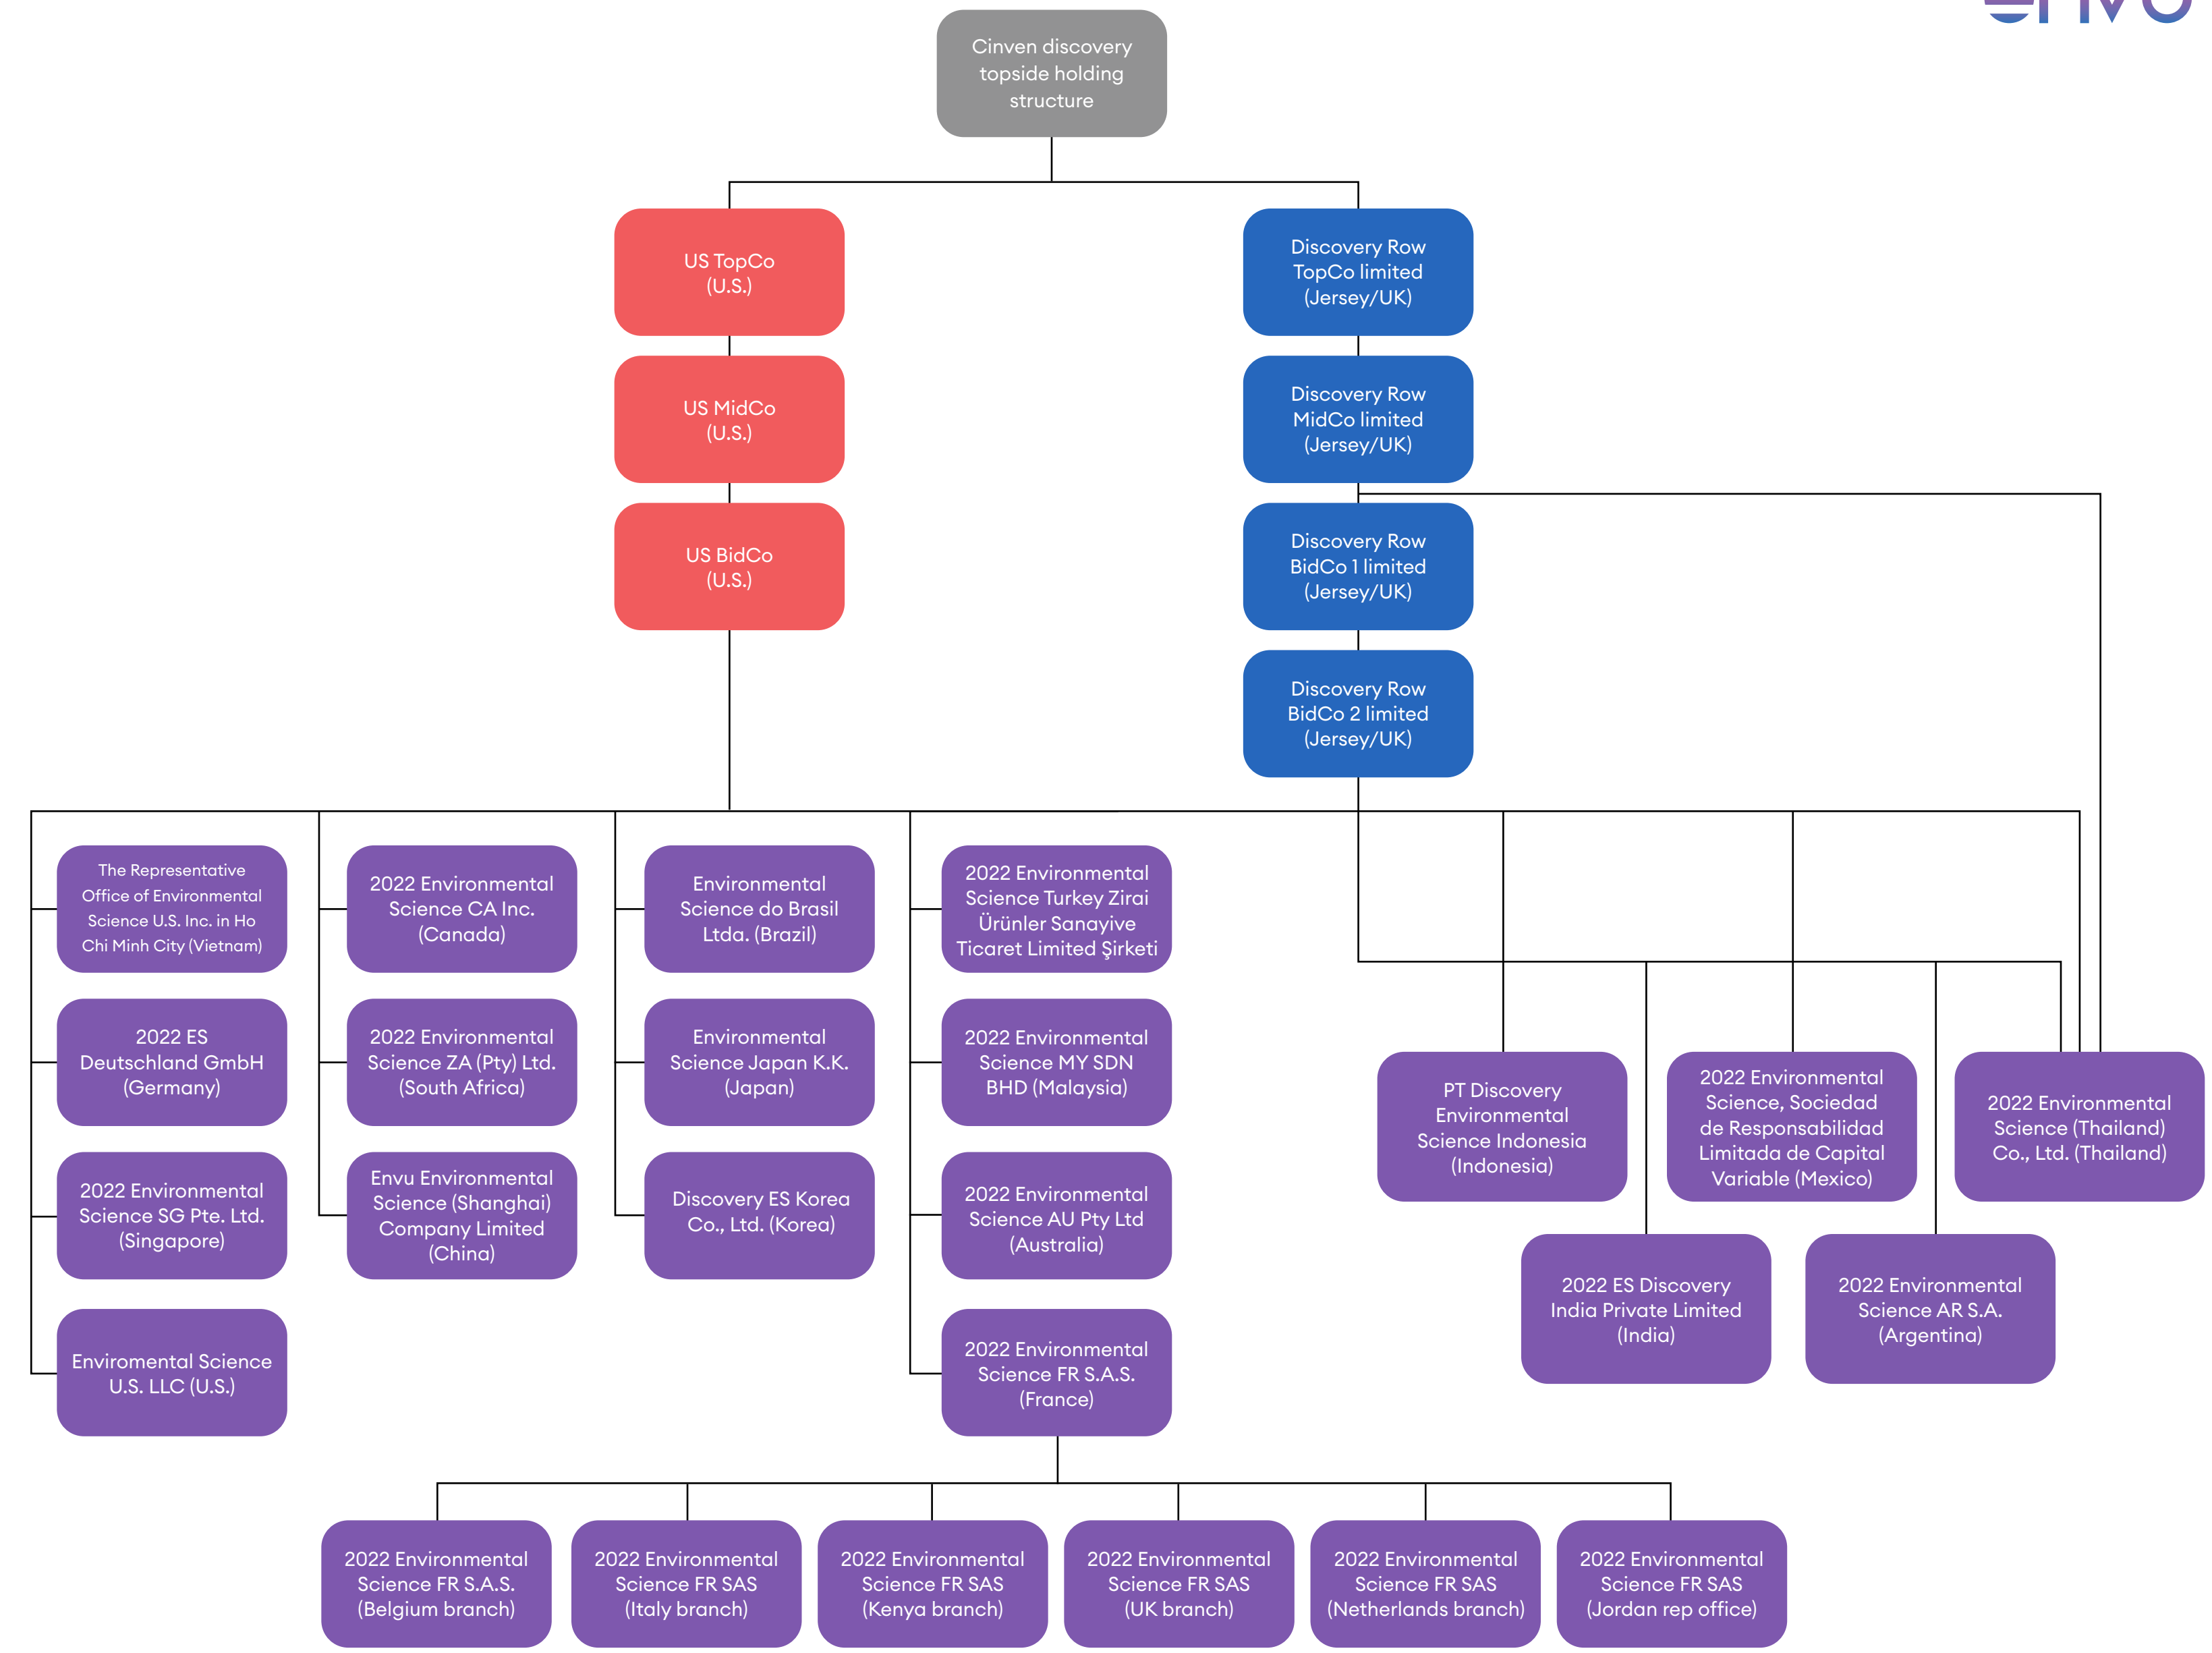 Cinven discovery
topside holding
structure
US TopCo
(U.S.)
Discovery Row
TopCo limited
(Jersey/UK)
US MidCo
(U.S.)
Discovery Row
MidCo limited
(Jersey/UK)
US BidCo
(U.S.)
Discovery Row
BidCo 1 limited
(Jersey/UK)
Discovery Row
BidCo 2 limited
(Jersey/UK)
The Representative
Office of Environmental
Science U.S. Inc. in Ho
Chi Minh City (Vietnam)
2022 Environmental
Science CA Inc.
(Canada)
Environmental
Science do Brasil
Ltda. (Brazil)
2022 Environmental
Science Turkey Zirai
Ürünler Sanayive
Ticaret Limited Şirketi
2022 ES
Deutschland GmbH
(Germany)
2022 Environmental
Science ZA (Pty) Ltd.
(South Africa)
Environmental
Science Japan K.K.
(Japan)
2022 Environmental
Science MY SDN
BHD (Malaysia)
PT Discovery
Environmental
Science Indonesia
(Indonesia)
2022 Environmental
Science, Sociedad
de Responsabilidad
Limitada de Capital
Variable (Mexico)
2022 Environmental
Science (Thailand)
Co., Ltd. (Thailand)
2022 Environmental
Science SG Pte. Ltd.
(Singapore)
Envu Environmental
Science (Shanghai)
Company Limited
(China)
Discovery ES Korea
Co., Ltd. (Korea)
2022 Environmental
Science AU Pty Ltd
(Australia)
2022 ES Discovery
India Private Limited
(India)
2022 Environmental
Science AR S.A.
(Argentina)
Enviromental Science
U.S. LLC (U.S.)
2022 Environmental
Science FR S.A.S.
(France)
2022 Environmental
Science FR S.A.S.
(Belgium branch)
2022 Environmental
Science FR SAS
(Italy branch)
2022 Environmental
Science FR SAS
(Kenya branch)
2022 Environmental
Science FR SAS
(UK branch)
2022 Environmental
Science FR SAS
(Netherlands branch)
2022 Environmental
Science FR SAS
(Jordan rep office)